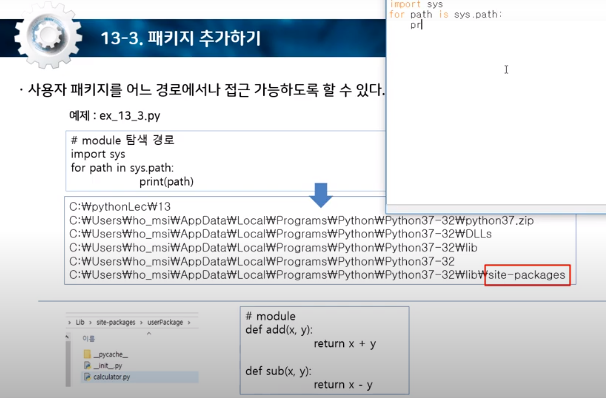 13-3. 패키지 추가하기
import sys
for path is sys.path:
pr
· 사용자 패키지를 어느 경로에서나 접근 가능하도록 할 수 있다.
예제 : ex_13_3.py
# module 탐색 경로
import sys
for path in sys.path:
print(path)
C:₩pythonLec₩13
C:₩Users₩ho_msi₩AppData₩Local₩Programs₩Python₩Python37-32₩python37.zip
C:₩Users₩ho_msi₩AppData₩Local₩Programs₩Python₩Python37-32₩DLLs
C:₩Users₩ho_msi₩AppData₩Local₩Programs₩Python₩Python37-32₩lib
C:₩Users₩ho_msi₩AppData₩Local₩Programs₩Python₩Python37-32
C:₩Users₩ho_msi₩AppData₩Local₩Programs₩Python₩Python37-32₩lib₩site-packages
› Lib › site-packages › userPackage ›
이름
__pycache__
__init__.py
calculator.py
# module
def add(x, y):
return x + y
def sub(x, y):
return x - y